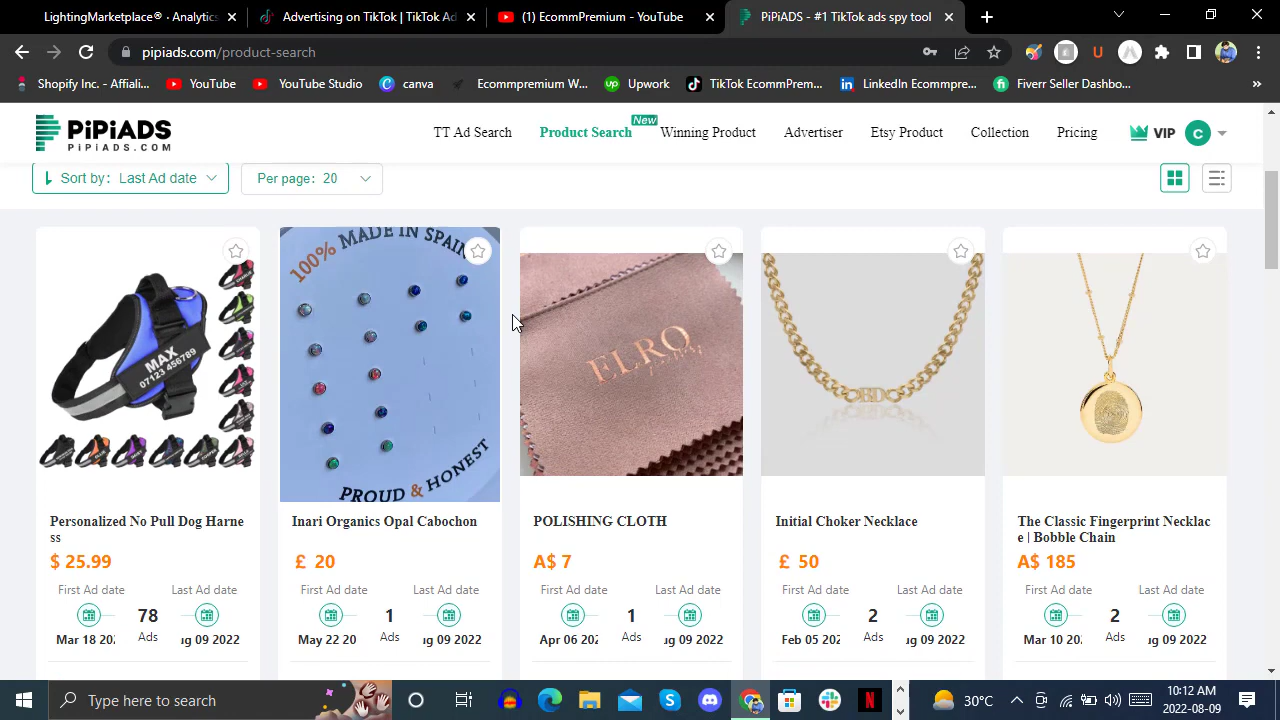 LightingMarketplace® · Analytics
Advertising on TikTok | TikTok Ad
(1) EcommPremium - YouTube
PiPiADS - #1 TikTok ads spy tool
pipiads.com/product-search
Shopify Inc. - Affiali...
YouTube
YouTube Studio
canva
Ecommpremium W...
Upwork
TikTok EcommPrem...
LinkedIn Ecommpre...
Fiverr Seller Dashbo...
PiPiADS
PiPiADS.COM
TT Ad Search
Product Search
New
Winning Product
Advertiser
Etsy Product
Collection
Pricing
VIP
C
Sort by: Last Ad date
Per page: 20
MAX
07123 456789
100% MADE IN SPAIN
PROUD & HONEST
ELRO
BD
Personalized No Pull Dog Harne
ss
$ 25.99
First Ad date
Last Ad date
78
Ads
Mar 18 202
ug 09 2022
Inari Organics Opal Cabochon
£ 20
First Ad date
Last Ad date
1
Ads
May 22 20
ug 09 2022
POLISHING CLOTH
A$ 7
First Ad date
Last Ad date
1
Ads
Apr 06 202
ug 09 2022
Initial Choker Necklace
£ 50
First Ad date
Last Ad date
2
Ads
Feb 05 202
ug 09 2022
The Classic Fingerprint Necklac
e | Bobble Chain
A$ 185
First Ad date
Last Ad date
2
Ads
Mar 10 20
ug 09 2022
Type here to search
30°C
10:12 AM
2022-08-09